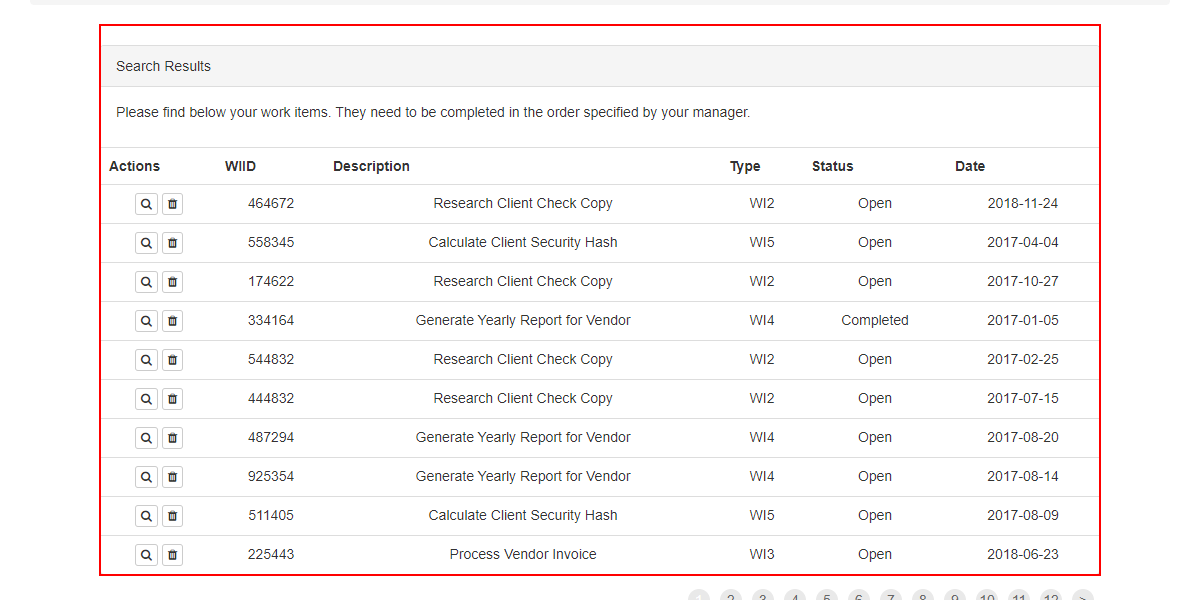 Search Results
Please find below your work items. They need to be completed in the order specified by your manager.
Actions WIID Description Type Status Date
464672 Research Client Check Copy WI2 Open 2018-11-24
558345 Calculate Client Security Hash WI5 Open 2017-04-04
174622 Research Client Check Copy WI2 Open 2017-10-27
334164 Generate Yearly Report for Vendor WI4 Completed 2017-01-05
544832 Research Client Check Copy WI2 Open 2017-02-25
444832 Research Client Check Copy WI2 Open 2017-07-15
487294 Generate Yearly Report for Vendor WI4 Open 2017-08-20
925354 Generate Yearly Report for Vendor WI4 Open 2017-08-14
511405 Calculate Client Security Hash WI5 Open 2017-08-09
225443 Process Vendor Invoice WI3 Open 2018-06-23
1 2 3 4 5 6 7 8 9 10 11 12 >